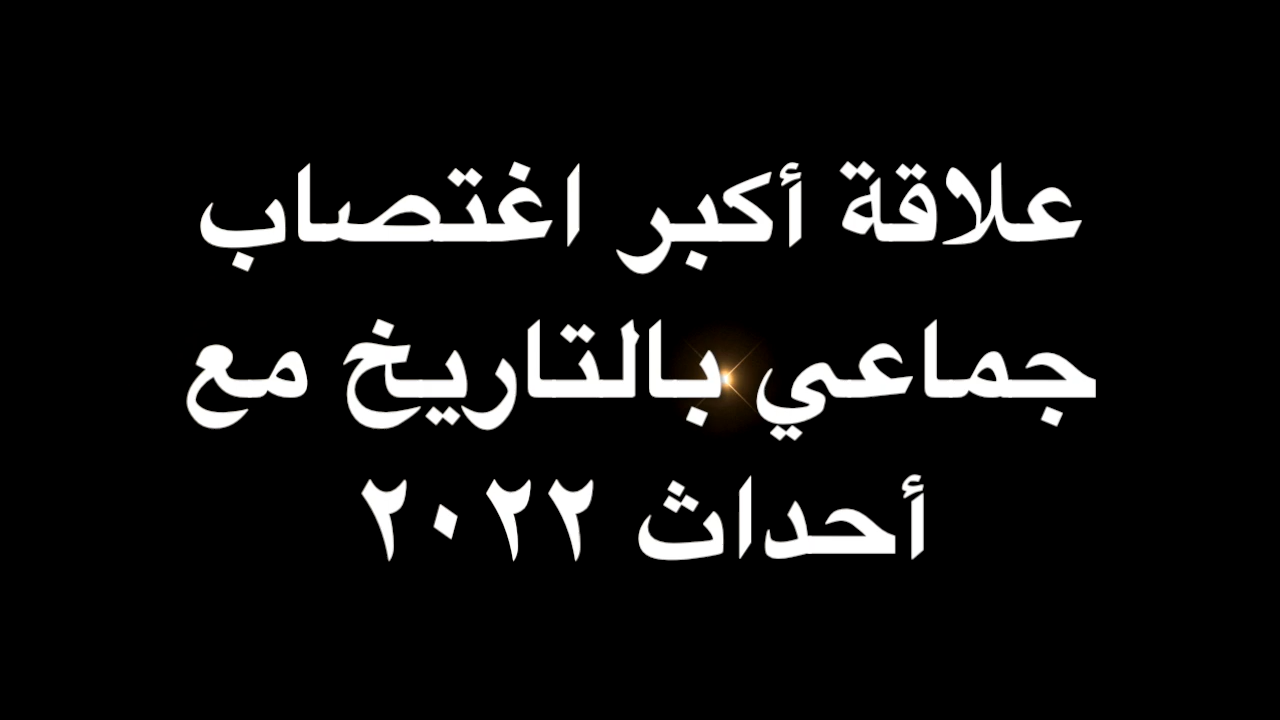 علاقة أكبر اغتصاب
جماعي بالتاريخ مع
أحداث ٢٠٢٢